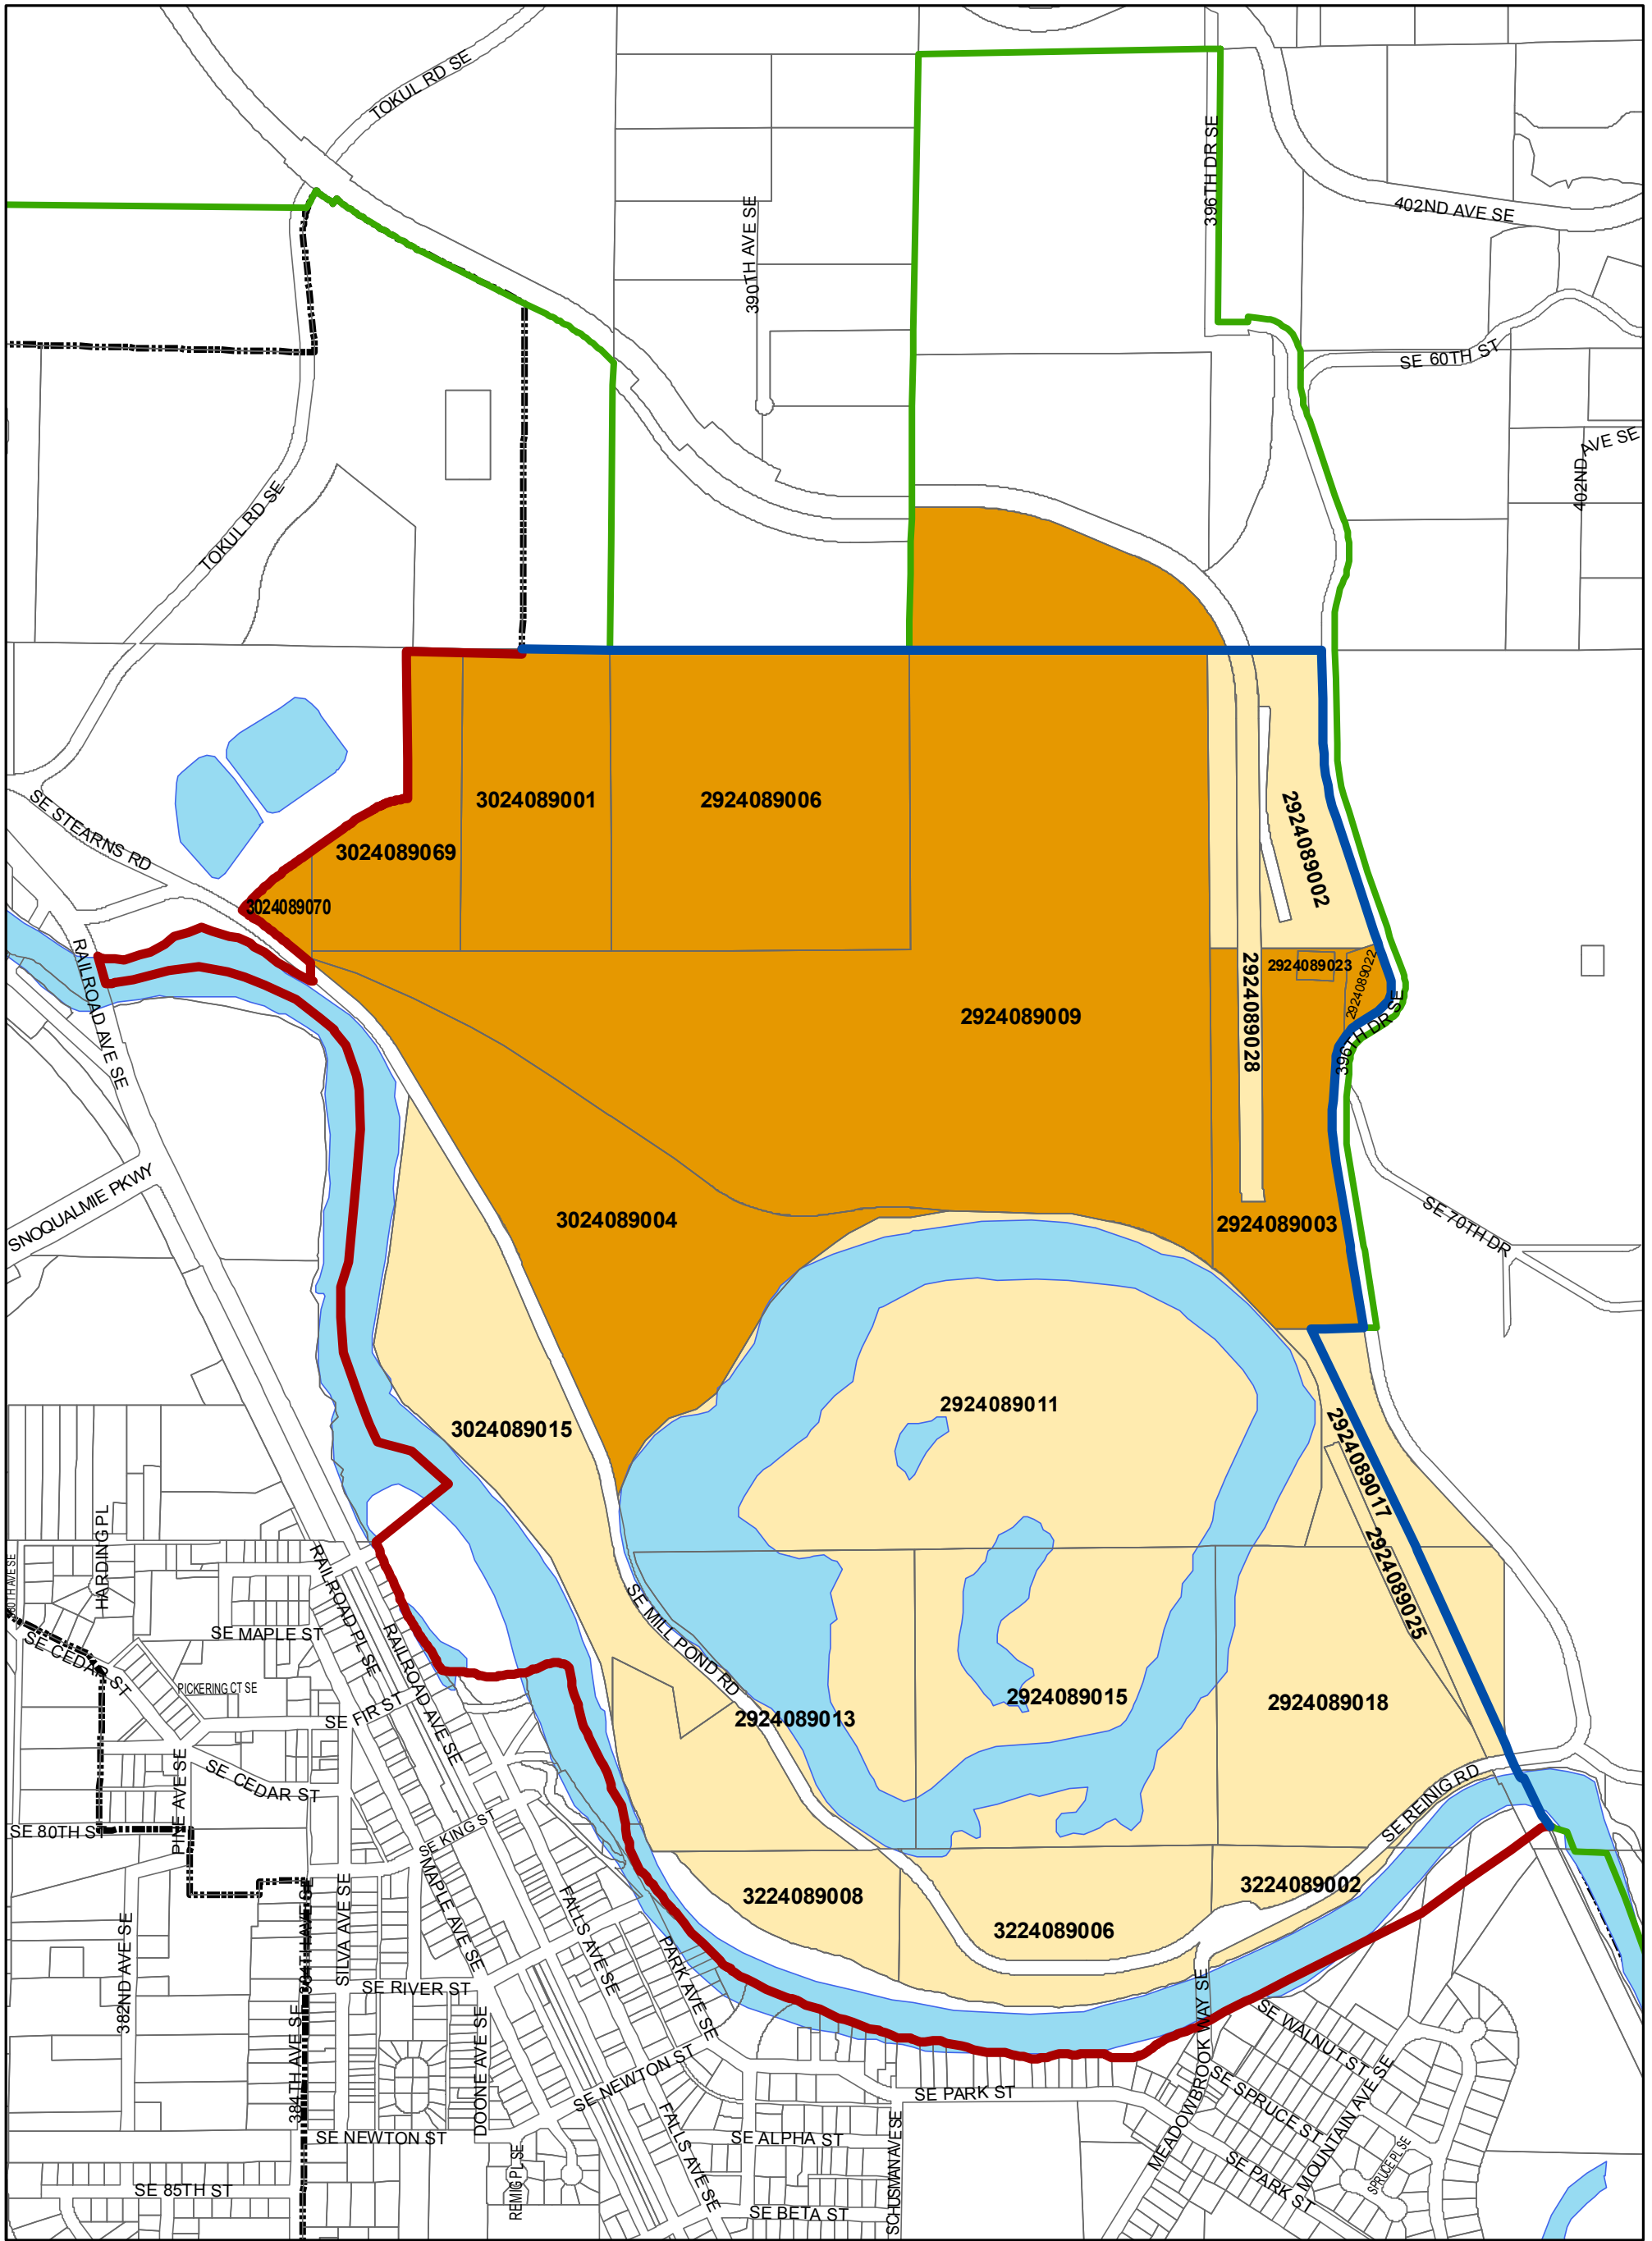 TOKUL RD SE
396TH DR SE
390TH AVE SE
402ND AVE SE
SE 60TH ST
402ND AVE SE
TOKUL RD SE
3024089001
2924089006
SE STEARNS RD
3024089069
2924089002
3024089070
RAILROAD AVE SE
2924089009
2924089028
2924089023
2924089022
396TH DR SE
SNOQUALMIE PKWY
3024089004
2924089003
SE 70TH DR
2924089011
3024089015
2924089017
2924089025
HARDING PL
RAILROAD PL SE
SE MAPLE ST
SE CEDAR ST
RAILROAD AVE SE
SE MILL POND RD
PICKERING CT SE
SE FIR ST
2924089013
2924089015
2924089018
SE CEDAR ST
PINE AVE SE
SE 80TH ST
SE KING ST
SE REINIG RD
S MAPLE AVE SE
3224089008
3224089002
3224089006
382ND AVE SE
384TH AVE SE
SILVA AVE SE
FALLS AVE SE
PARK AVE SE
SE RIVER ST
384TH AVE SE
DOONE AVE SE
SE NEWTON ST
MEADOWBROOK WAY SE
SE WALNUT ST
SE SPRUCE ST
MOUNTAIN AVE SE
SE PARK ST
SE NEWTON ST
FALLS AVE SE
SE ALPHA ST
SCHUSMAN AVE SE
SE PARK ST
SPRUCE PL SE
SE 85TH ST
REMIG PL SE
SE BETA ST